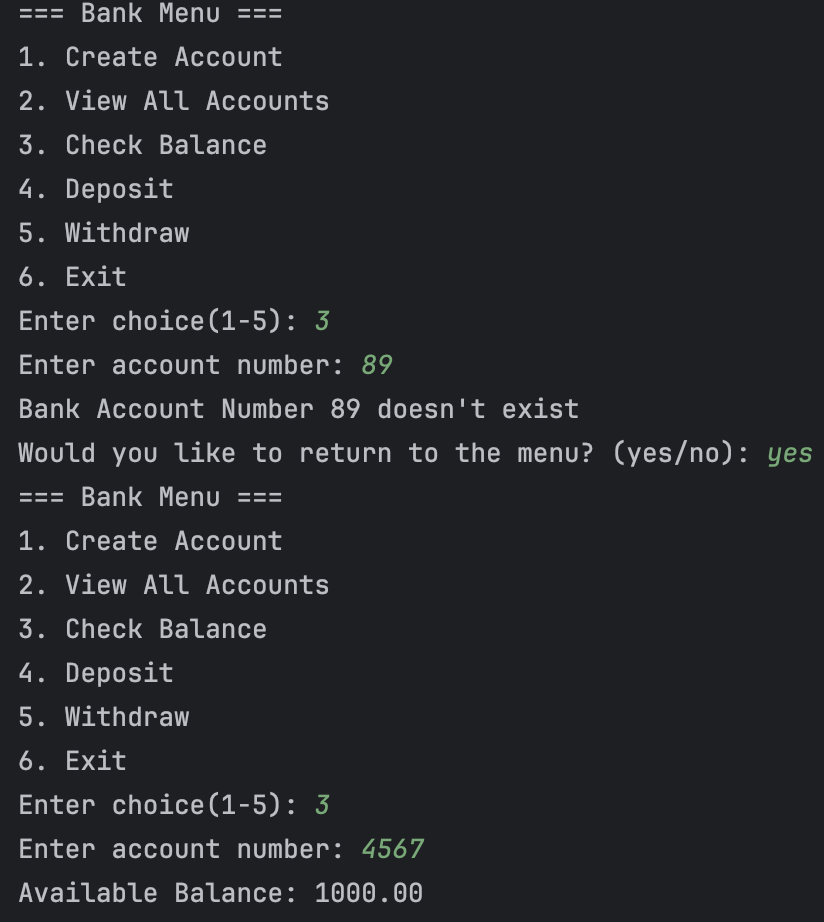 === Bank Menu ===
1. Create Account
2. View All Accounts
3. Check Balance
4. Deposit
5. Withdraw
6. Exit
Enter choice(1-5): 3
Enter account number: 89
Bank Account Number 89 doesn't exist
Would you like to return to the menu? (yes/no): yes
=== Bank Menu ===
1. Create Account
2. View All Accounts
3. Check Balance
4. Deposit
5. Withdraw
6. Exit
Enter choice(1-5): 3
Enter account number: 4567
Available Balance: 1000.00